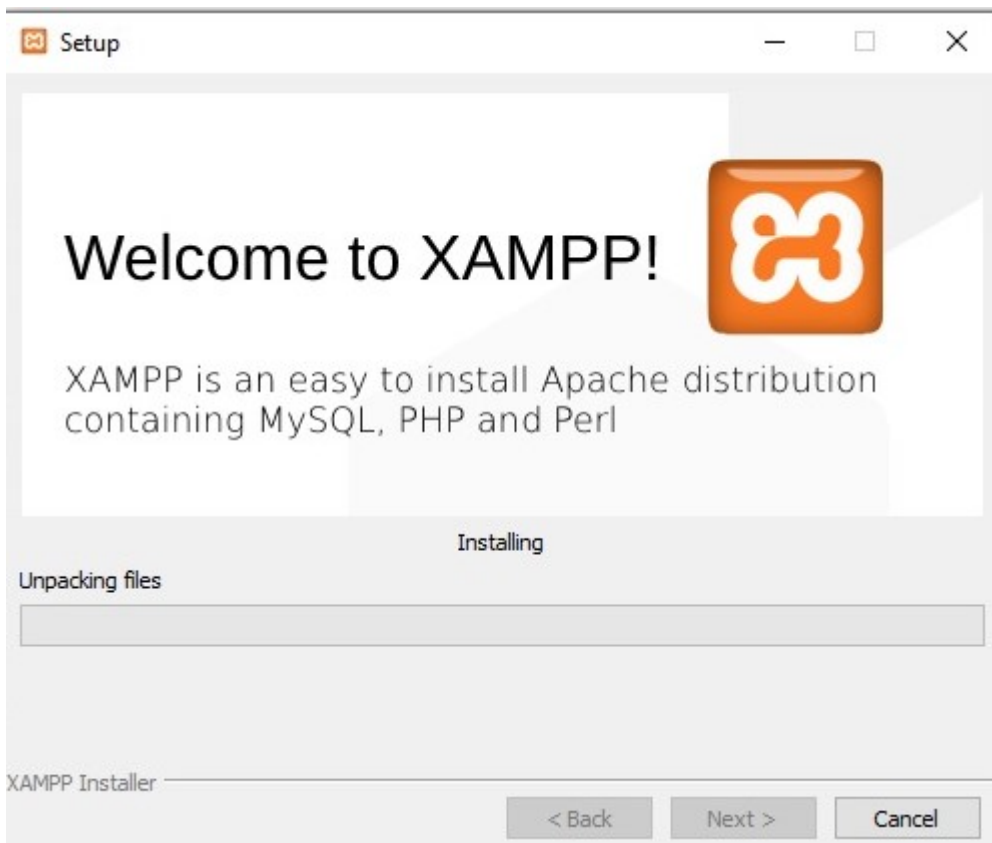 Setup
Welcome to XAMPP!
XAMPP is an easy to install Apache distribution
containing MySQL, PHP and Perl
Installing
Unpacking files
XAMPP Installer
< Back Next > Cancel